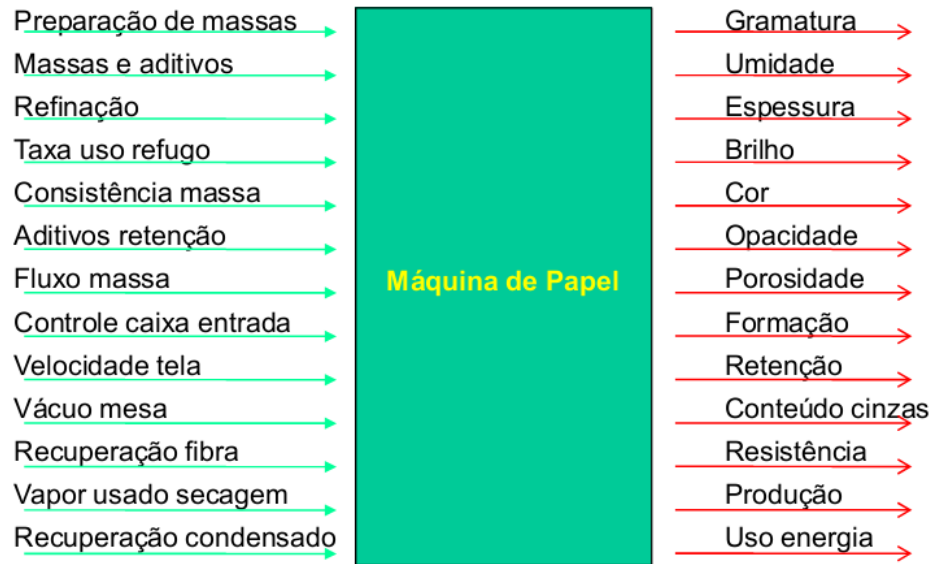 Preparação de massas
Massas e aditivos
Refinação
Taxa uso refugo
Consistência massa
Aditivos retenção
Fluxo massa
Controle caixa entrada
Velocidade tela
Vácuo mesa
Recuperação fibra
Vapor usado secagem
Recuperação condensado
Máquina de Papel
Gramatura
Umidade
Espessura
Brilho
Cor
Opacidade
Porosidade
Formação
Retenção
Conteúdo cinzas
Resistência
Produção
Uso energia